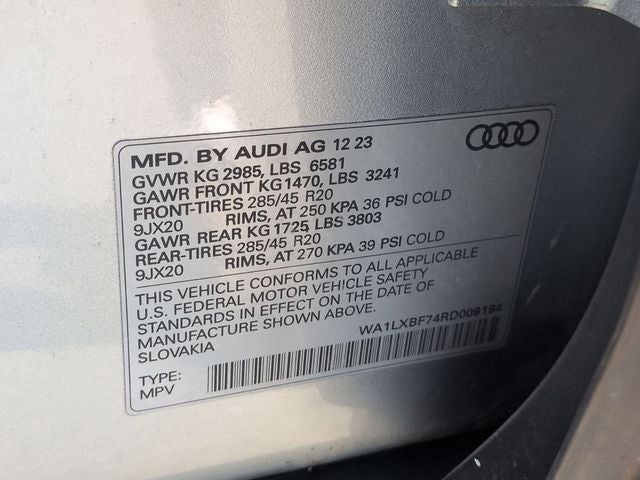 MFD. BY AUDI AG 12 23
GVWR KG 2985, LBS 6581
GAWR FRONT KG1470, LBS 3241
FRONT-TIRES 285/45 R20
9JX20 RIMS, AT 250 KPA 36 PSI COLD
GAWR REAR KG 1725 LBS 3803
REAR-TIRES 285/45 R20
9JX20 RIMS, AT 270 KPA 39 PSI COLD
THIS VEHICLE CONFORMS TO ALL APPLICABLE
U.S. FEDERAL MOTOR VEHICLE SAFETY
STANDARDS IN EFFECT ON THE DATE OF
MANUFACTURE SHOWN ABOVE.
SLOVAKIA WA1LXBF74RD009194
TYPE:
MPV